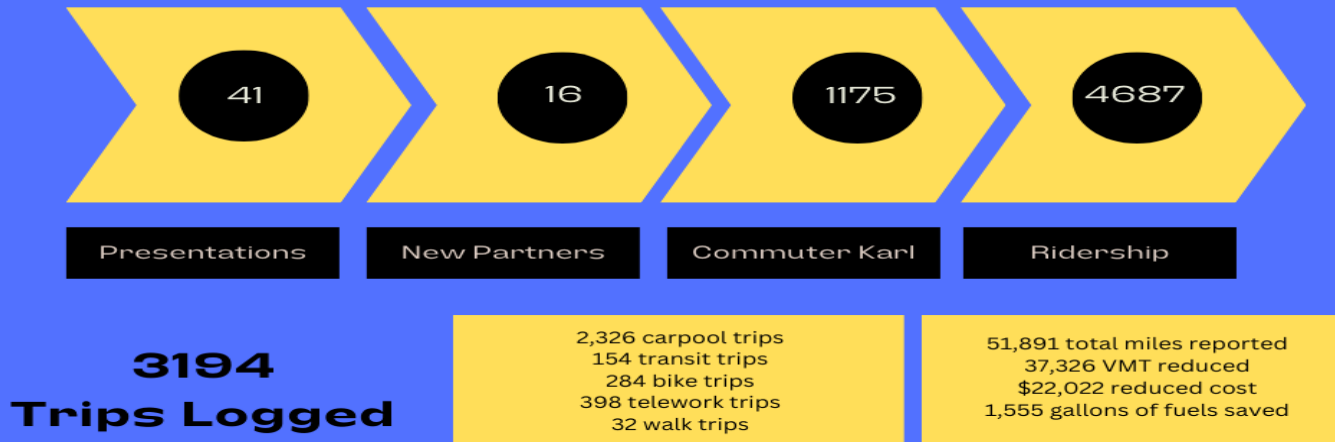 41
16
1175
4687
Presentations
New Partners
Commuter Karl
Ridership
3194
Trips Logged
2,326 carpool trips
154 transit trips
284 bike trips
398 telework trips
32 walk trips
51,891 total miles reported
37,326 VMT reduced
$22,022 reduced cost
1,555 gallons of fuels saved